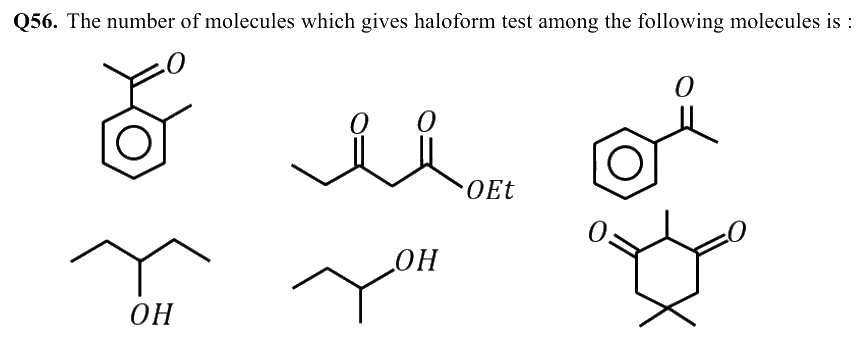 Q56. The number of molecules which gives haloform test among the following molecules is :
O
O
O O
OEt
OH
OH
O O